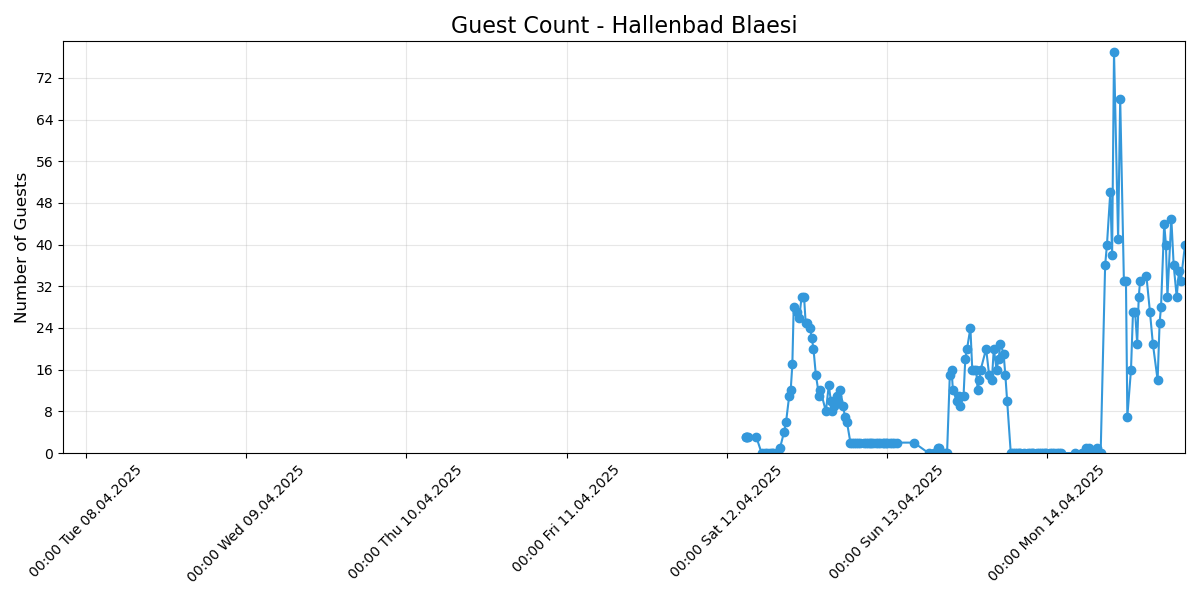 Guest Count - Hallenbad Blaesi
Number of Guests
72
64
56
48
40
32
24
16
8
0
00:00 Tue 08.04.2025
00:00 Wed 09.04.2025
00:00 Thu 10.04.2025
00:00 Fri 11.04.2025
00:00 Sat 12.04.2025
00:00 Sun 13.04.2025
00:00 Mon 14.04.2025